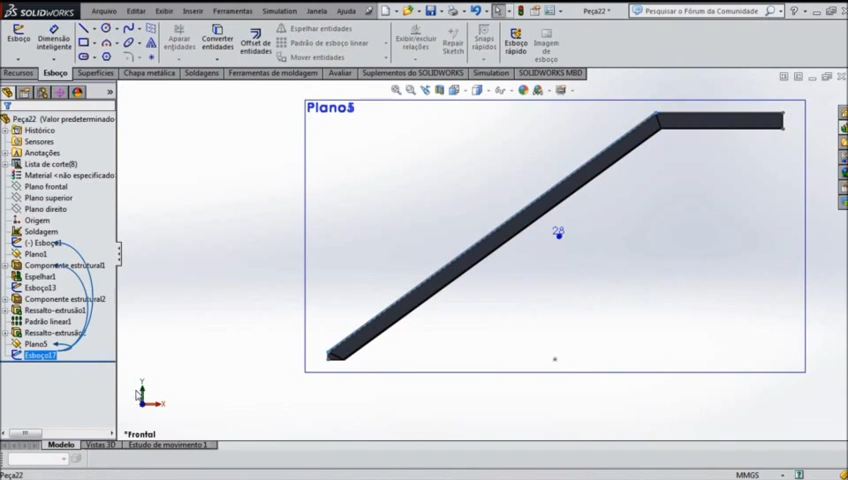 SOLIDWORKS Arquivo Editar Exibir Inserir Ferramentas Simulation Janela Ajuda Peça22 * Pesquisar o Fórum da Comunidade
Esboço Dimensão inteligente Aparar entidades Converter entidades Offset de entidades Espelhar entidades Exibir/excluir relações Repair Sketch Snaps rápidos Esboço rápido Imagem de esboço
Padrão de esboço linear
Mover entidades
Recursos Esboço Superfícies Chapa metálica Soldagens Ferramentas de moldagem Avaliar Suplementos do SOLIDWORKS Simulation SOLIDWORKS MBD
Plano5
Peça22 (Valor predeterminado
Histórico
Sensores
Anotações
Lista de corte(8)
Material <não especificado
Plano frontal
Plano superior
Plano direito
Origem
Soldagem
(-) Esboço1
Plano1
Componente estrutural1
Espelhar1
Esboço13
Componente estrutural2
Ressalto-extrusão1
Padrão linear1
Plano5
Esboço17
28
Y
X
*Frontal
Modelo Vistas 3D Estudo de movimento 1
Peça22 MMGS